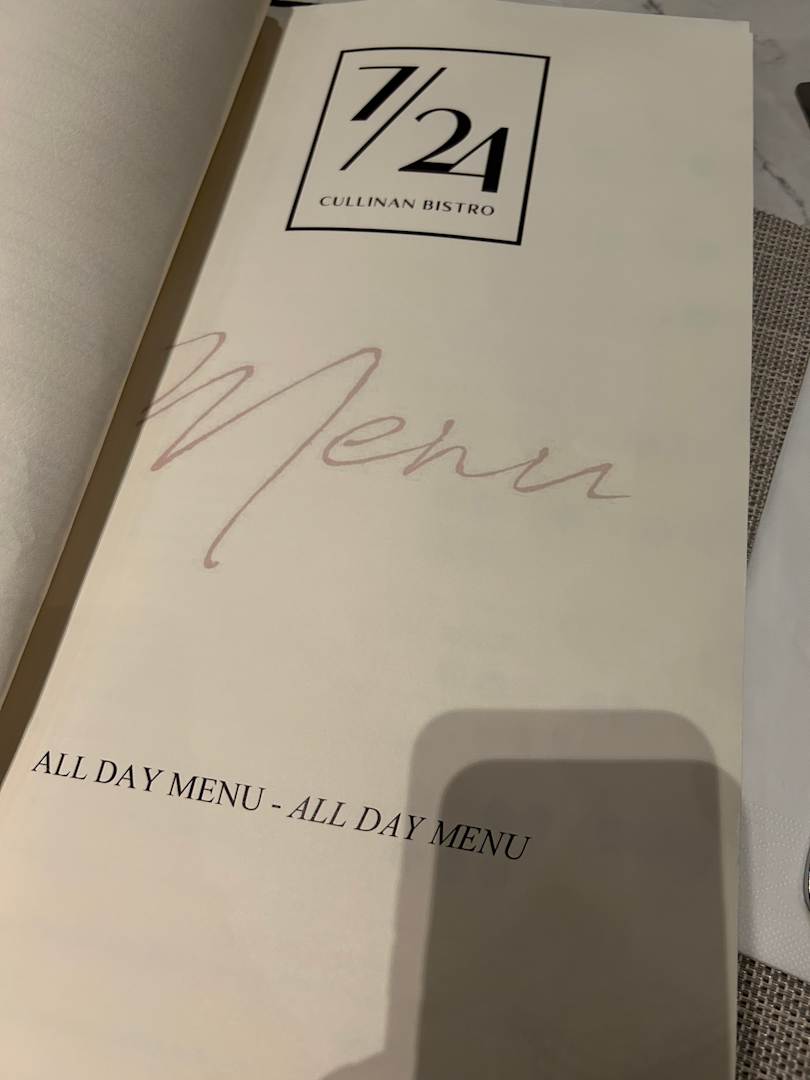 7/24
CULLINAN BISTRO
Menu
ALL DAY MENU - ALL DAY MENU